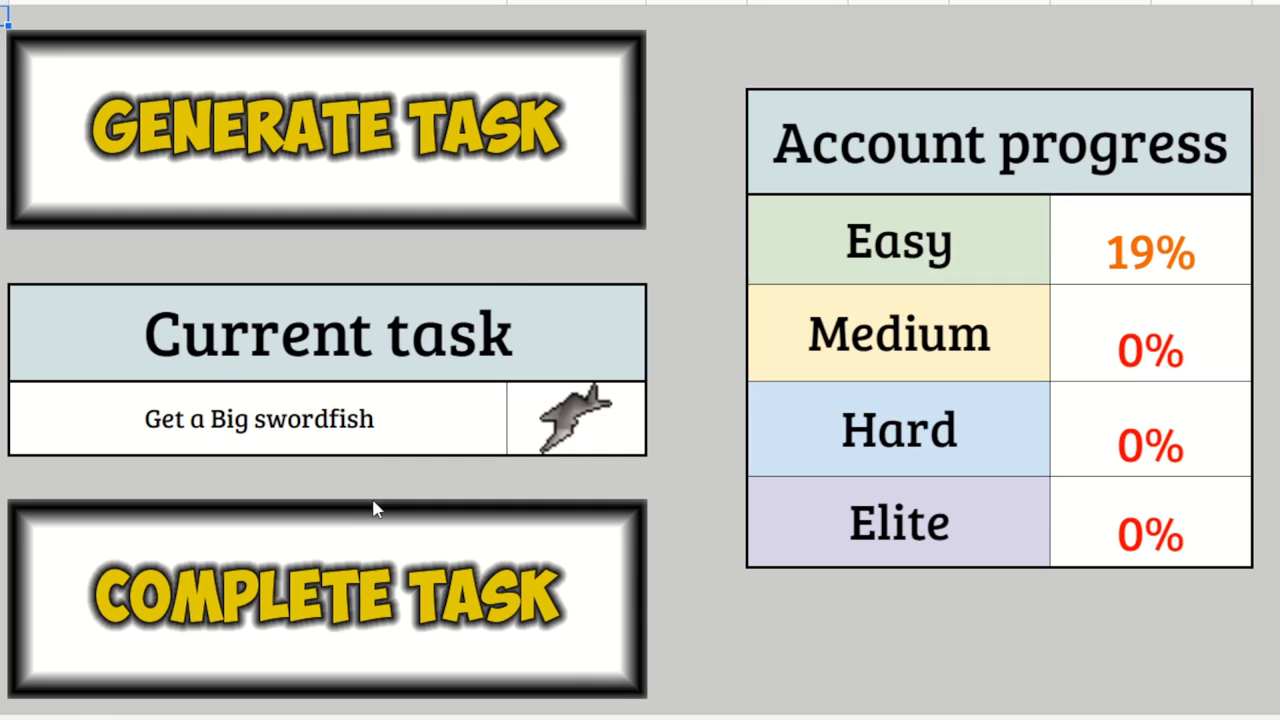 GENERATE TASK
Current task
Get a Big swordfish
COMPLETE TASK
Account progress
Easy 19%
Medium 0%
Hard 0%
Elite 0%